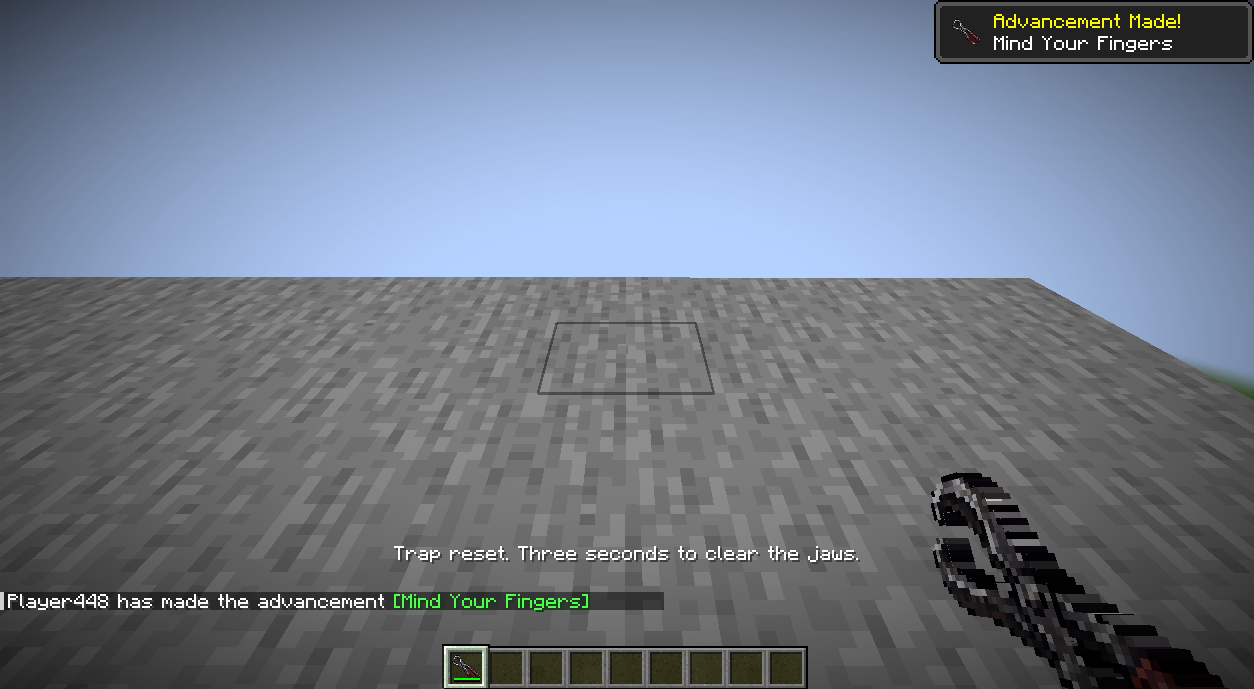 Advancement Made!
Mind Your Fingers
Trap reset. Three seconds to clear the jaws.
Player448 has made the advancement [Mind Your Fingers]